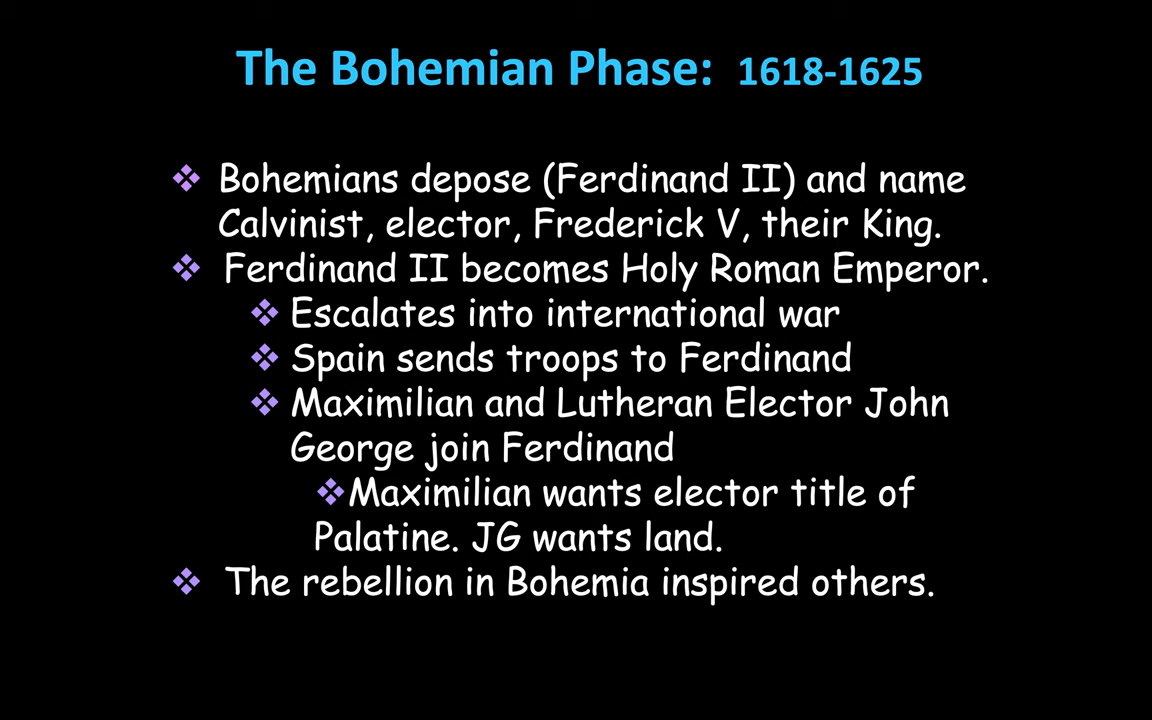 The Bohemian Phase: 1618-1625
❖ Bohemians depose (Ferdinand II) and name
Calvinist, elector, Frederick V, their King.
❖ Ferdinand II becomes Holy Roman Emperor.
❖ Escalates into international war
❖ Spain sends troops to Ferdinand
❖ Maximilian and Lutheran Elector John
George join Ferdinand
❖Maximilian wants elector title of
Palatine. JG wants land.
❖ The rebellion in Bohemia inspired others.